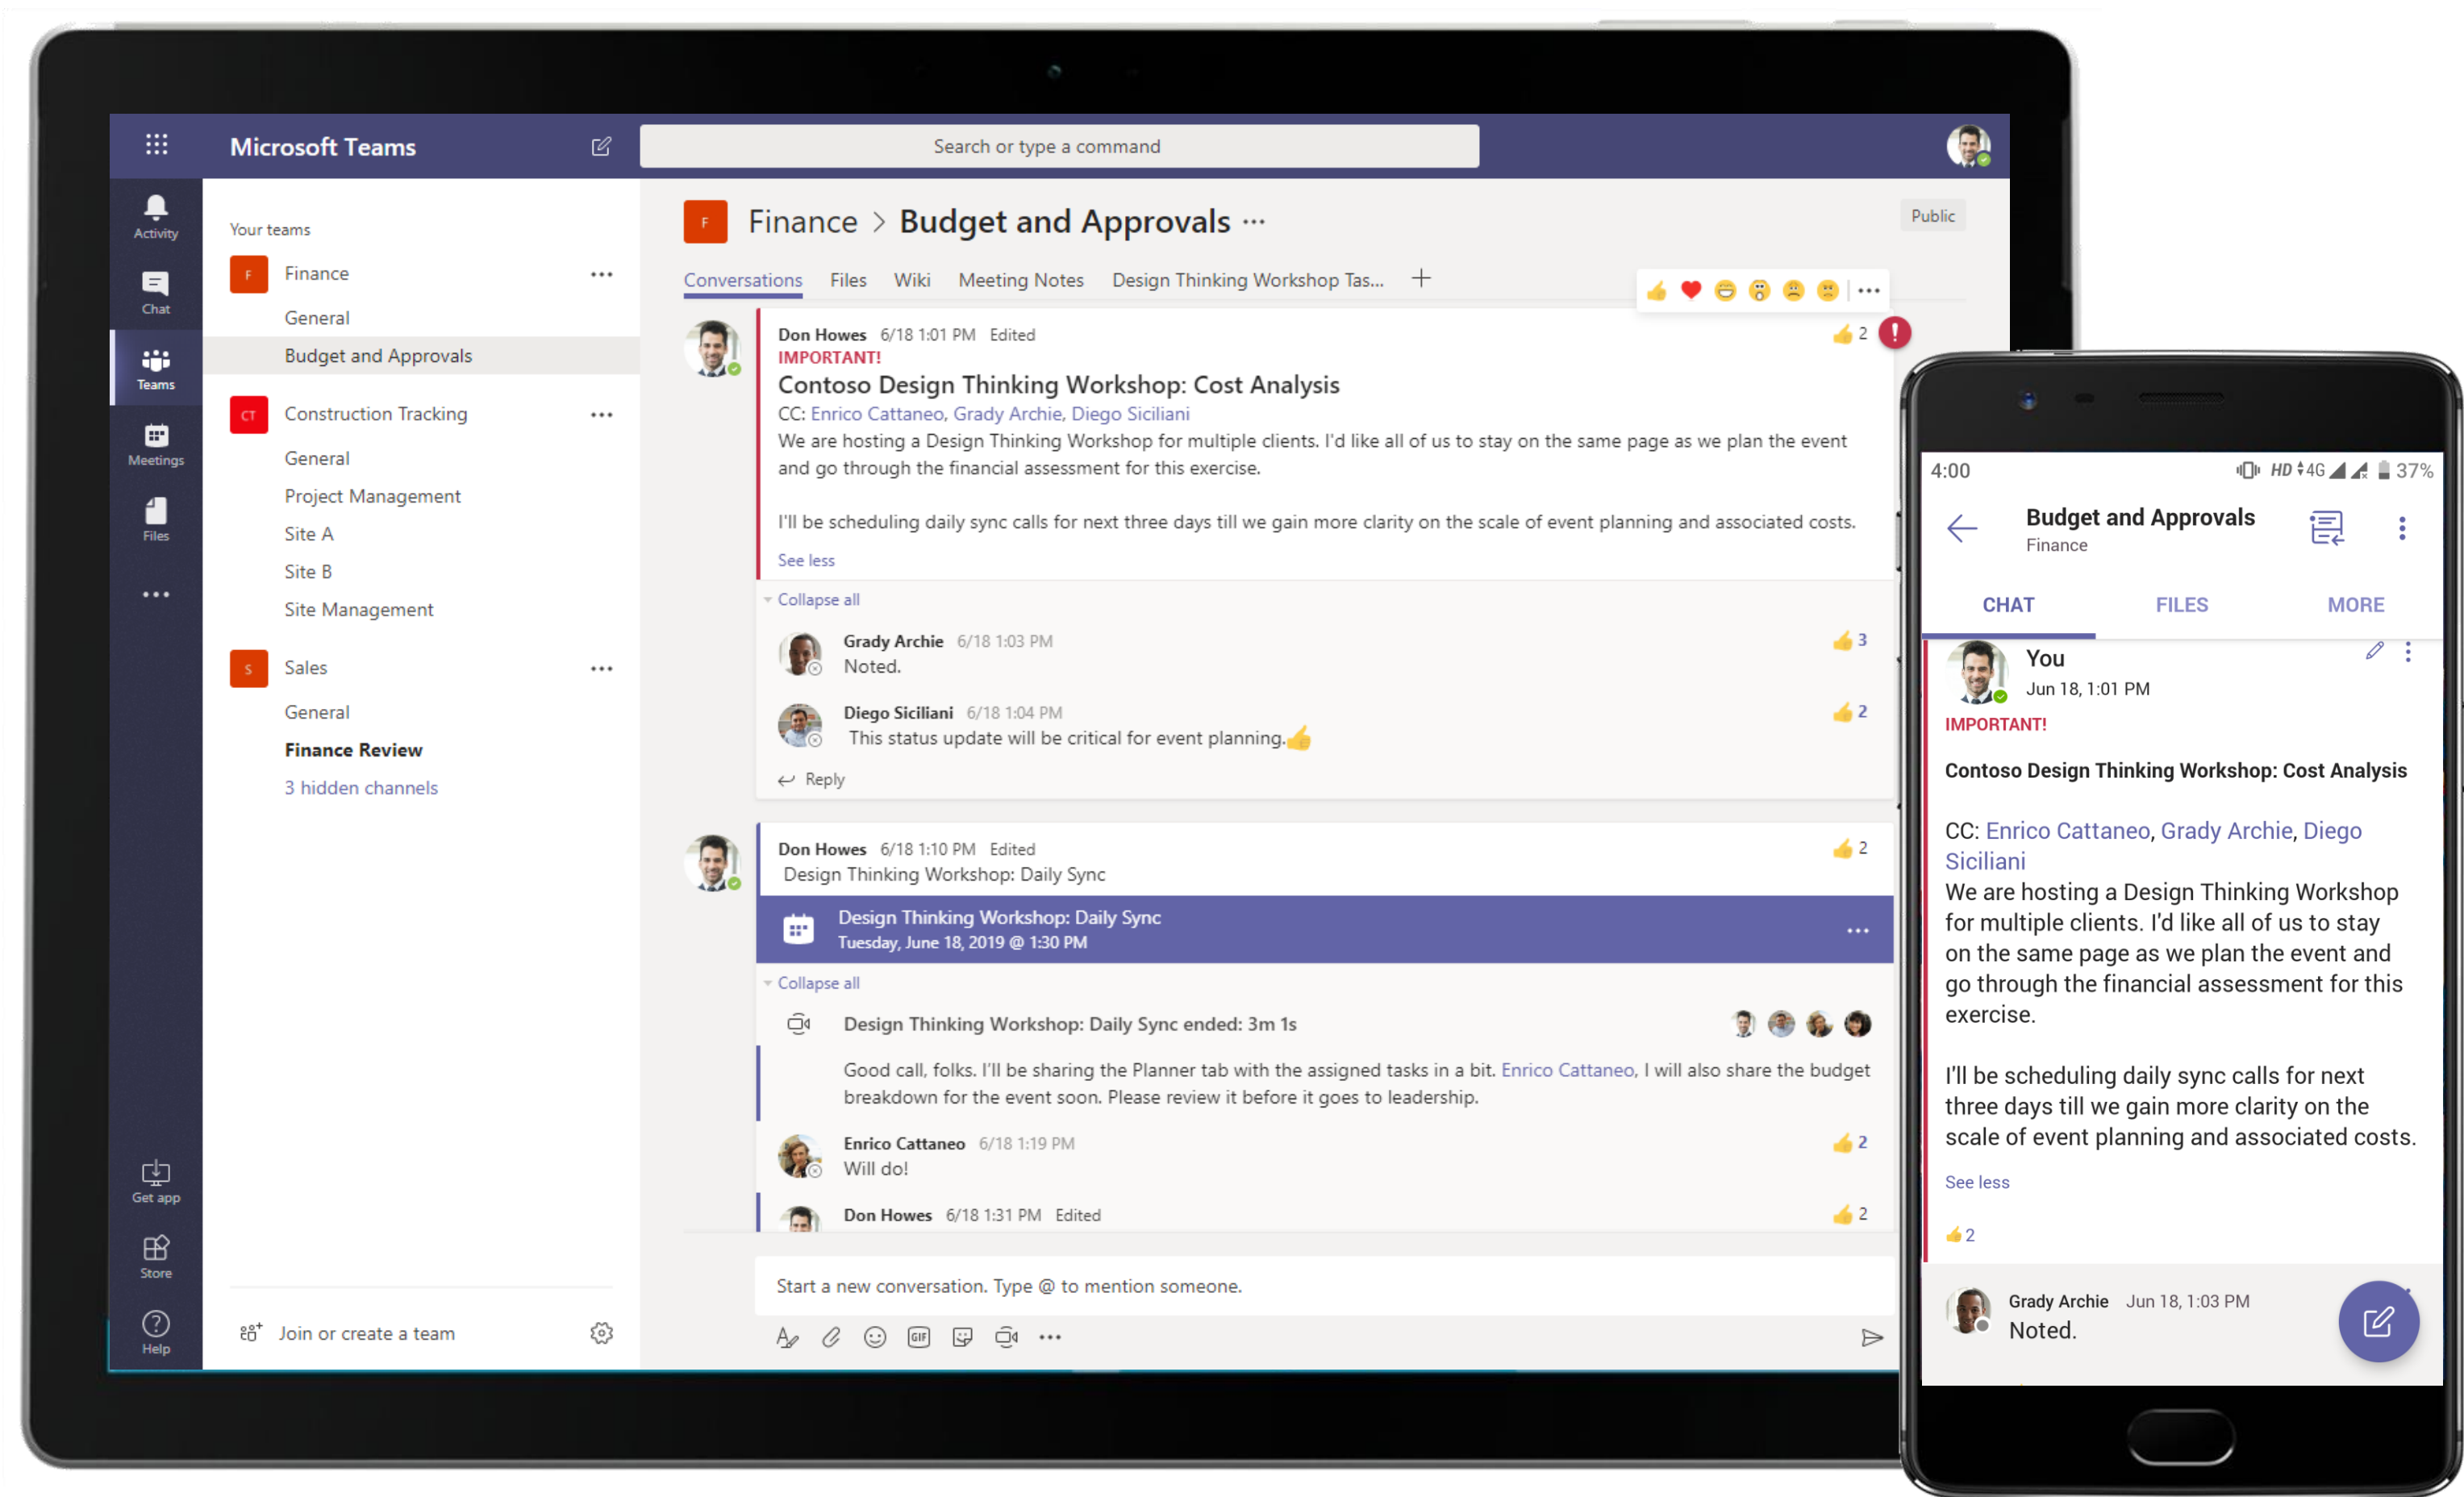 Microsoft Teams
Search or type a command
Activity
Chat
Teams
Meetings
Files
Get app
Store
Help
Your teams
F
Finance
General
Budget and Approvals
CT
Construction Tracking
General
Project Management
Site A
Site B
Site Management
S
Sales
General
Finance Review
3 hidden channels
Join or create a team
F
Finance > Budget and Approvals
Public
Conversations Files Wiki Meeting Notes Design Thinking Workshop Tas...
Don Howes 6/18 1:01 PM Edited
2
IMPORTANT!
Contoso Design Thinking Workshop: Cost Analysis
CC: Enrico Cattaneo, Grady Archie, Diego Siciliani
We are hosting a Design Thinking Workshop for multiple clients. I'd like all of us to stay on the same page as we plan the event
and go through the financial assessment for this exercise.
I'll be scheduling daily sync calls for next three days till we gain more clarity on the scale of event planning and associated costs.
See less
Collapse all
Grady Archie 6/18 1:03 PM
3
Noted.
Diego Siciliani 6/18 1:04 PM
2
This status update will be critical for event planning.
Reply
Don Howes 6/18 1:10 PM Edited
2
Design Thinking Workshop: Daily Sync
Design Thinking Workshop: Daily Sync
Tuesday, June 18, 2019 @ 1:30 PM
Collapse all
Design Thinking Workshop: Daily Sync ended: 3m 1s
Good call, folks. I'll be sharing the Planner tab with the assigned tasks in a bit. Enrico Cattaneo, I will also share the budget
breakdown for the event soon. Please review it before it goes to leadership.
Enrico Cattaneo 6/18 1:19 PM
2
Will do!
Don Howes 6/18 1:31 PM Edited
2
Start a new conversation. Type @ to mention someone.
GIF
4:00
HD 4G 37%
Budget and Approvals
Finance
CHAT FILES MORE
You
Jun 18, 1:01 PM
IMPORTANT!
Contoso Design Thinking Workshop: Cost Analysis
CC: Enrico Cattaneo, Grady Archie, Diego
Siciliani
We are hosting a Design Thinking Workshop
for multiple clients. I'd like all of us to stay
on the same page as we plan the event and
go through the financial assessment for this
exercise.
I'll be scheduling daily sync calls for next
three days till we gain more clarity on the
scale of event planning and associated costs.
See less
2
Grady Archie Jun 18, 1:03 PM
Noted.